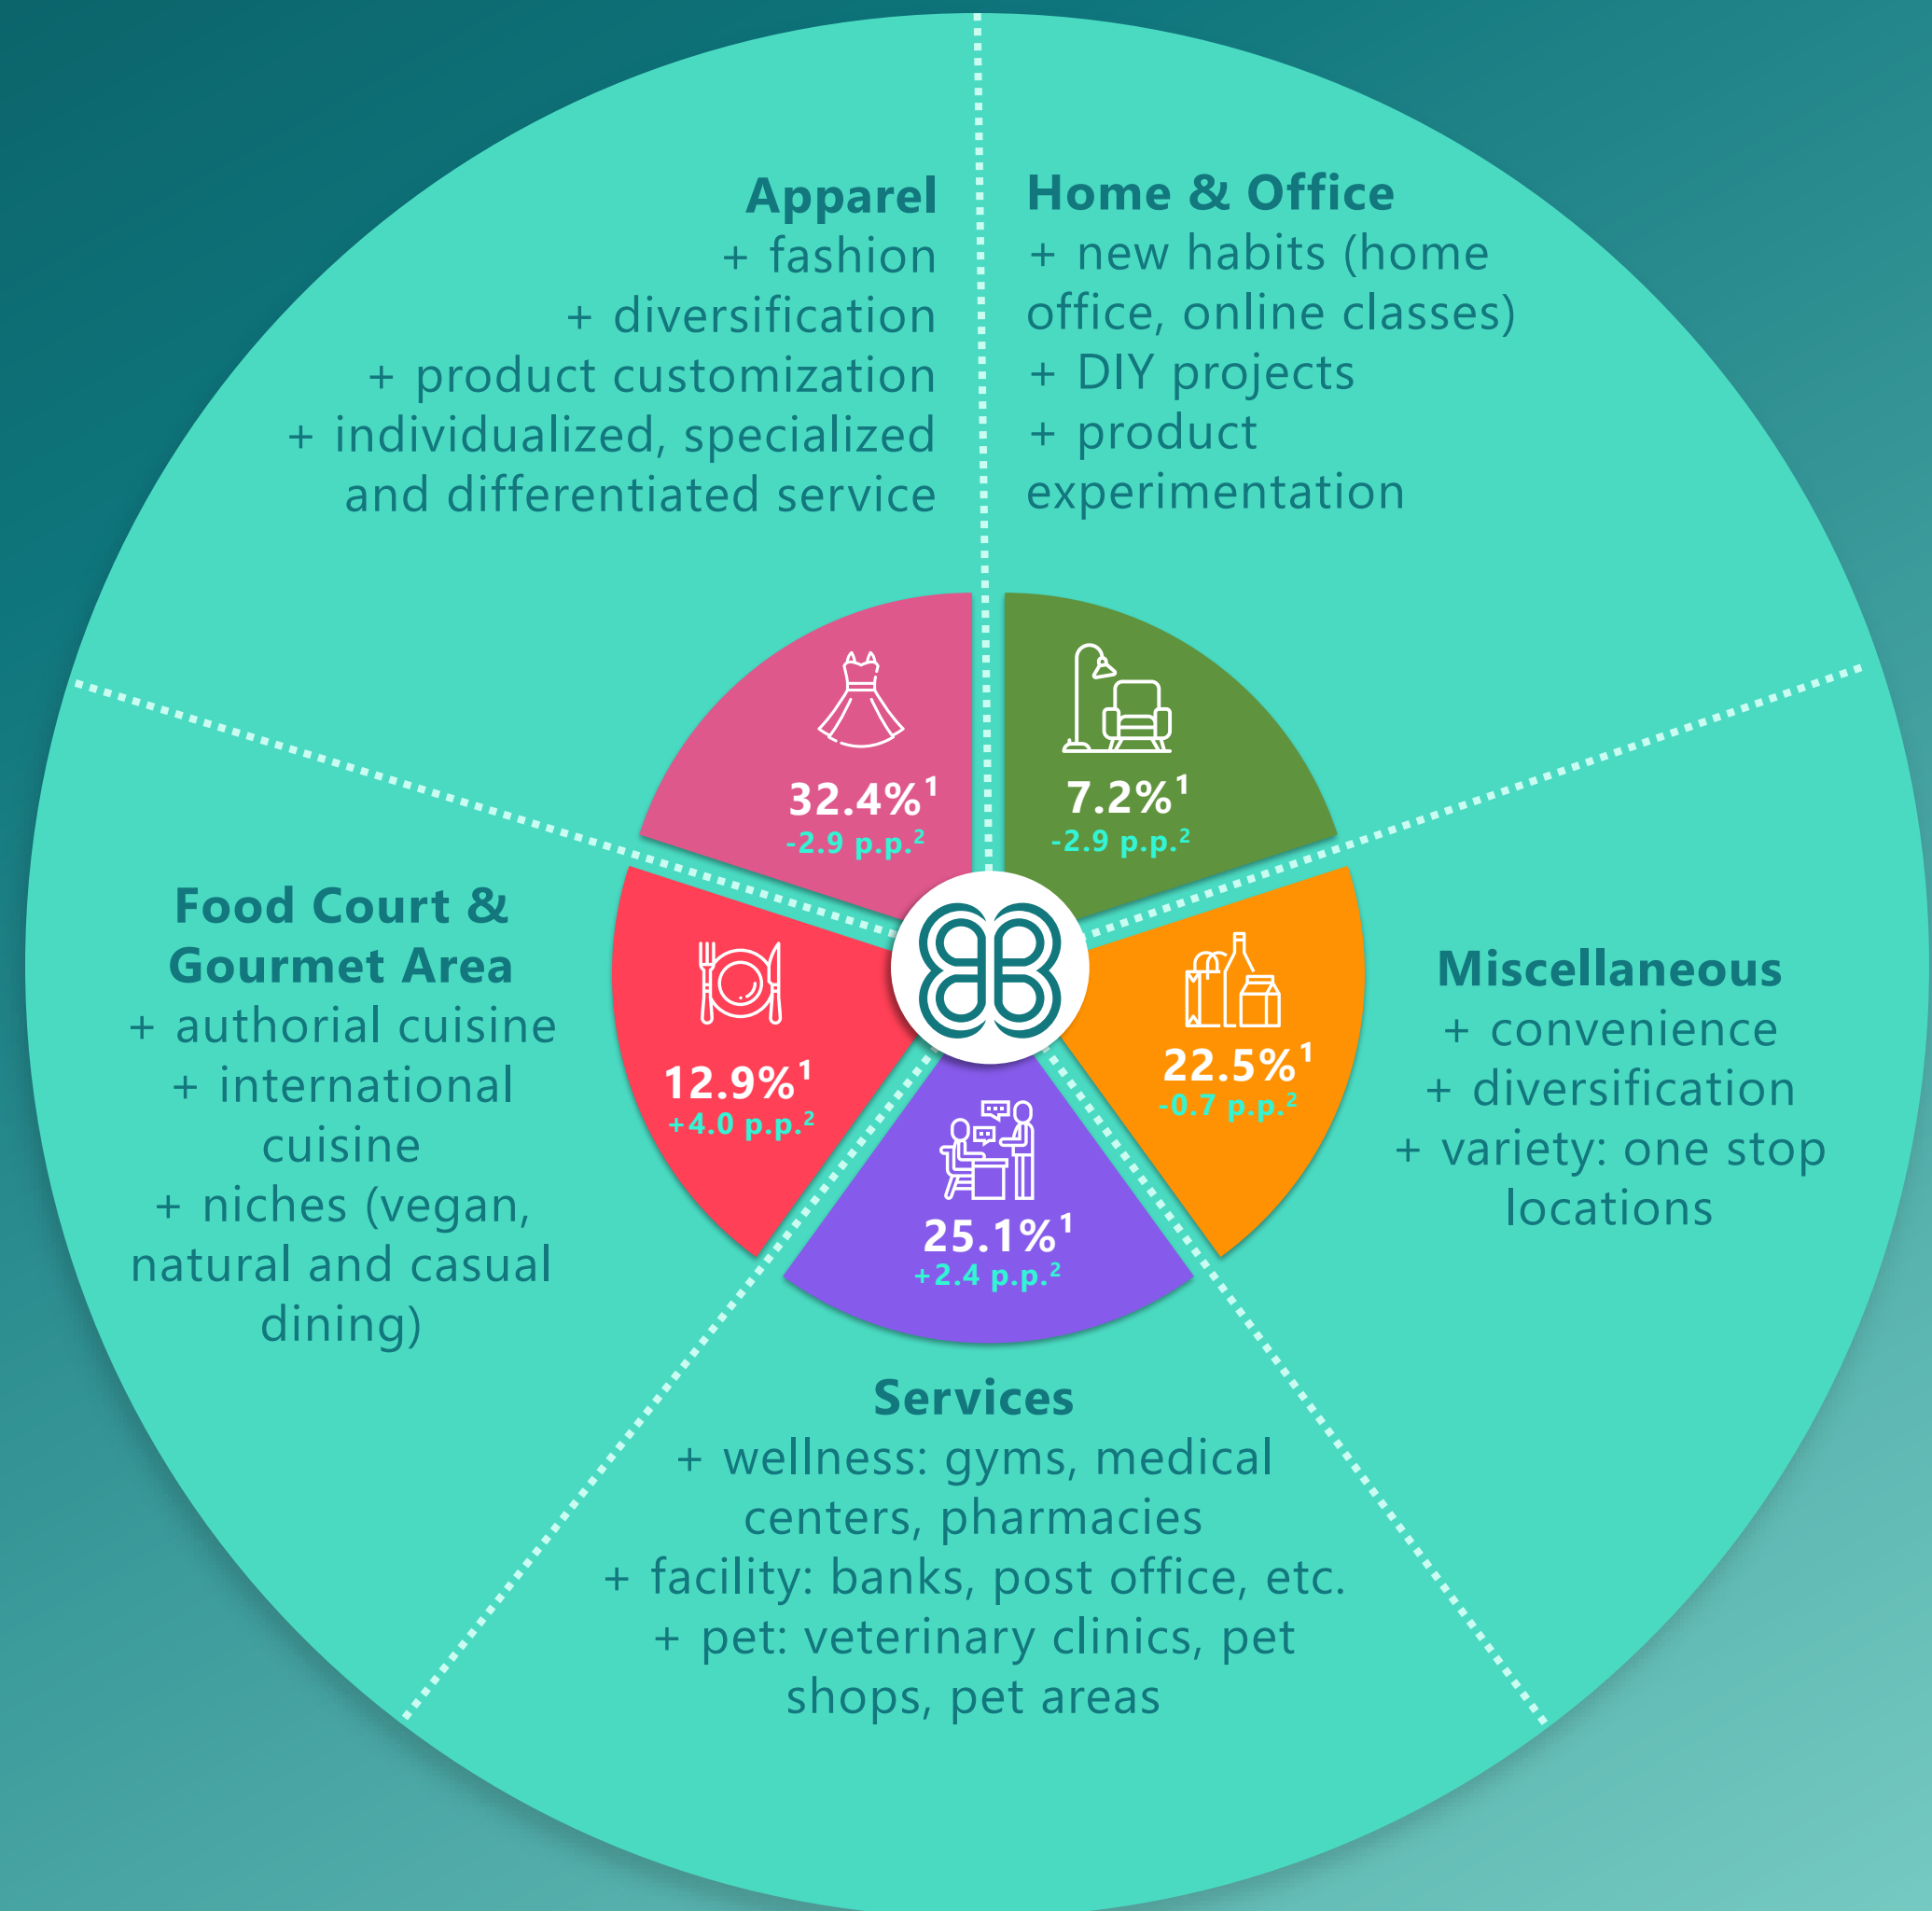 Apparel
+ fashion
+ diversification
+ product customization
+ individualized, specialized
and differentiated service
Home & Office
+ new habits (home
office, online classes)
+ DIY projects
+ product
experimentation
32.4%¹
-2.9 p.p.²
7.2%¹
-2.9 p.p.²
Food Court &
Gourmet Area
+ authorial cuisine
+ international
cuisine
+ niches (vegan,
natural and casual
dining)
12.9%¹
+4.0 p.p.²
22.5%¹
-0.7 p.p.²
Miscellaneous
+ convenience
+ diversification
+ variety: one stop
locations
25.1%¹
+2.4 p.p.²
Services
+ wellness: gyms, medical
centers, pharmacies
+ facility: banks, post office, etc.
+ pet: veterinary clinics, pet
shops, pet areas